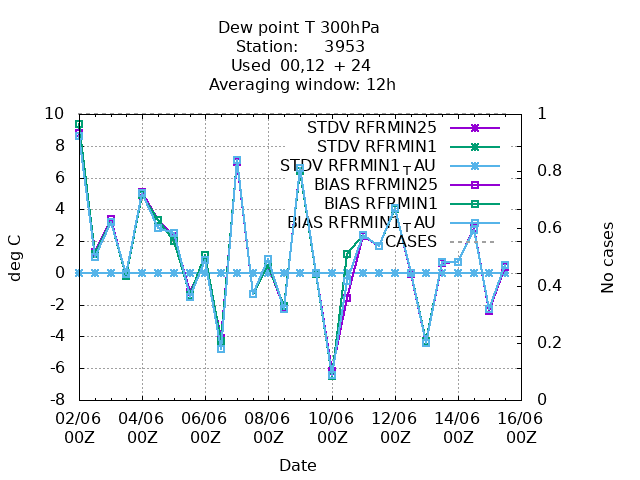 Dew point T 300hPa
Station: 3953
Used 00,12 + 24
Averaging window: 12h
10
8
6
4
2
0
-2
-4
-6
-8
deg C
1
0.8
0.6
0.4
0.2
0
No cases
STDV RFRMIN25
STDV RFRMIN1
STDV RFRMIN1_T AU
BIAS RFRMIN25
BIAS RFRMIN1
BIAS RFRMIN1_T AU
CASES
02/06 04/06 06/06 08/06 10/06 12/06 14/06 16/06
00Z 00Z 00Z 00Z 00Z 00Z 00Z 00Z
Date